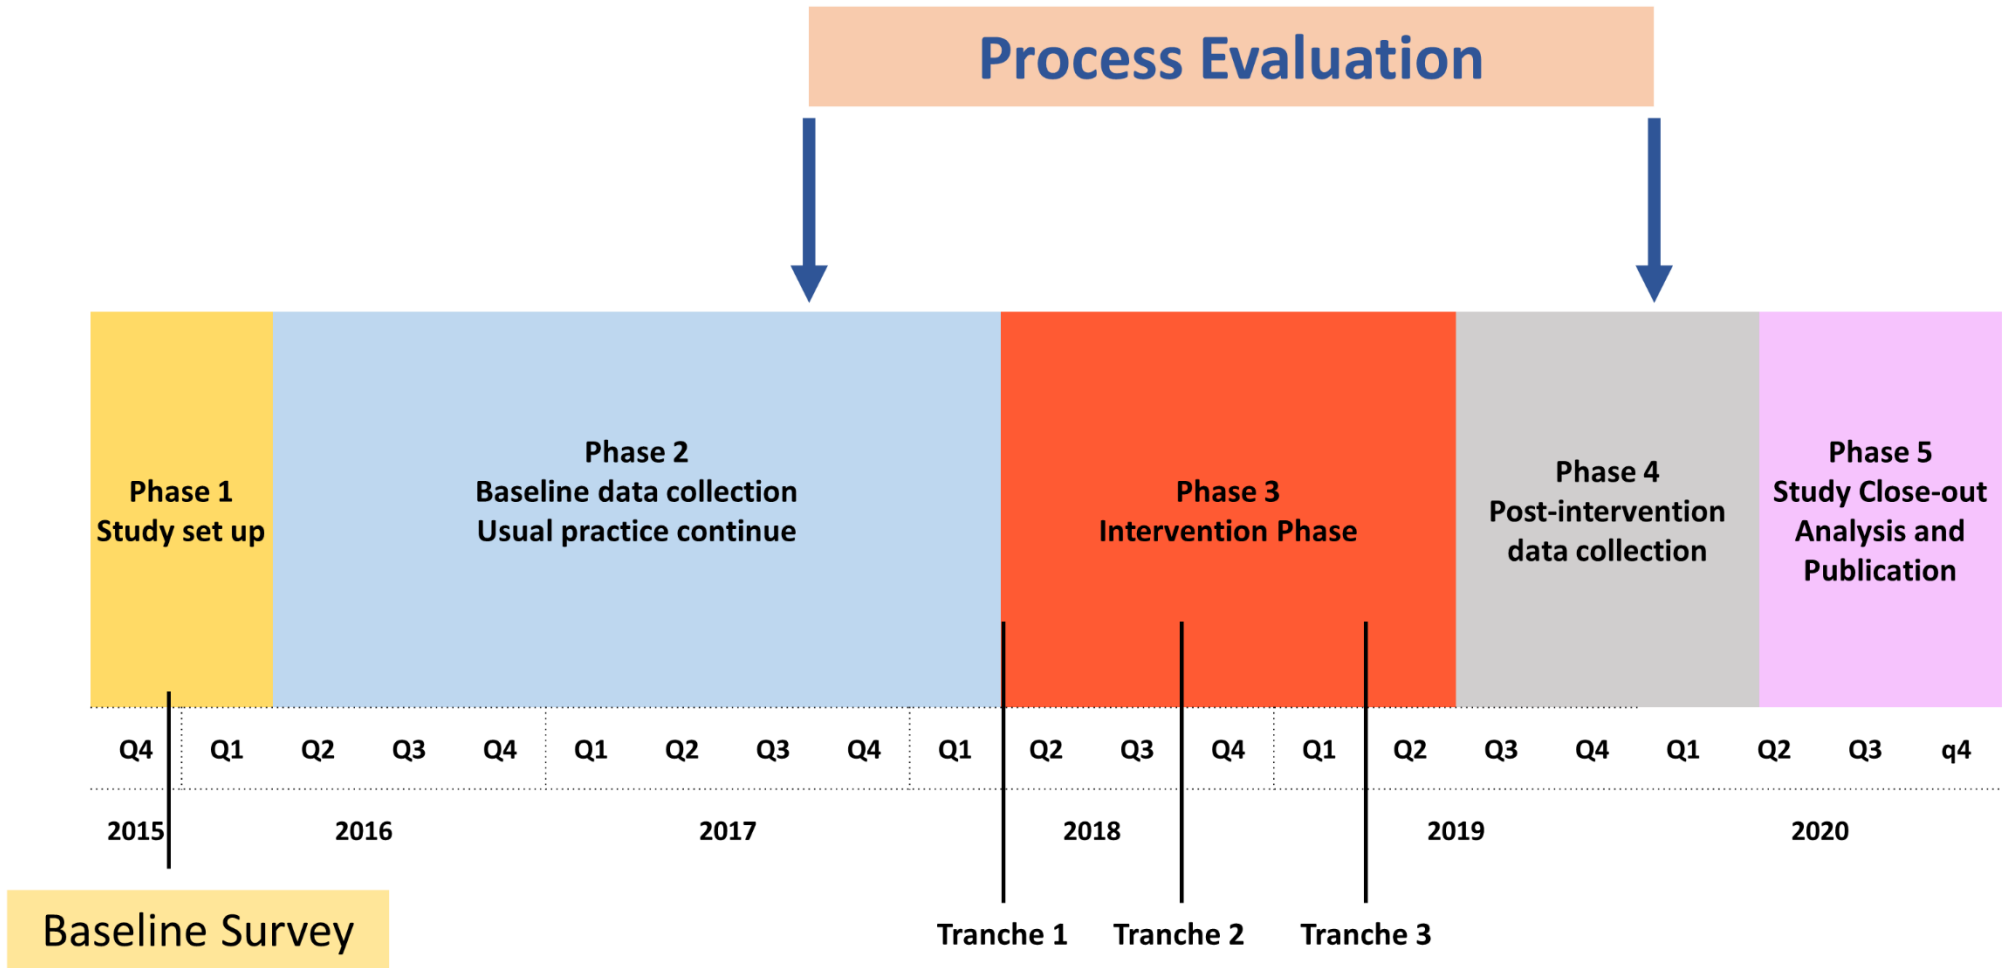 Process Evaluation
Phase 1
Study set up
Phase 2
Baseline data collection
Usual practice continue
Phase 3
Intervention Phase
Phase 4
Post-intervention
data collection
Phase 5
Study Close-out
Analysis and
Publication
Q4 Q1 Q2 Q3 Q4 Q1 Q2 Q3 Q4 Q1 Q2 Q3 Q4 Q1 Q2 Q3 Q4 Q1 Q2 Q3 q4
2015 2016 2017 2018 2019 2020
Baseline Survey
Tranche 1 Tranche 2 Tranche 3